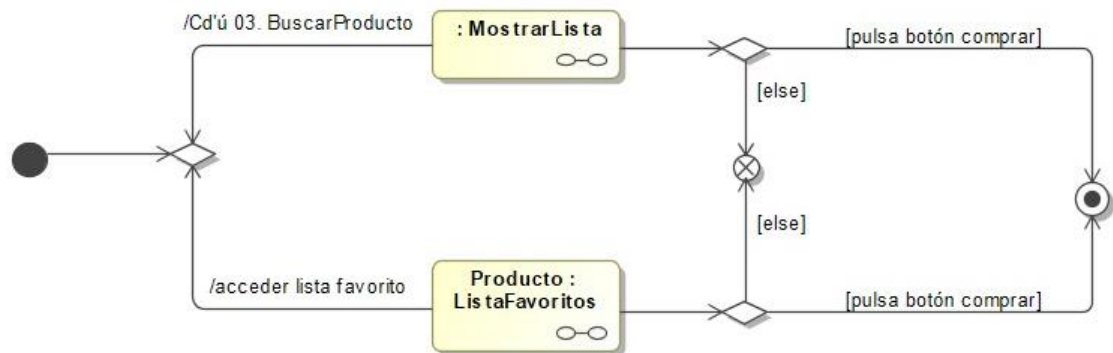 /Cd'ú 03. BuscarProducto
: MostrarLista
[pulsa botón comprar]
[else]
[else]
/acceder lista favorito
Producto :
ListaFavoritos
[pulsa botón comprar]